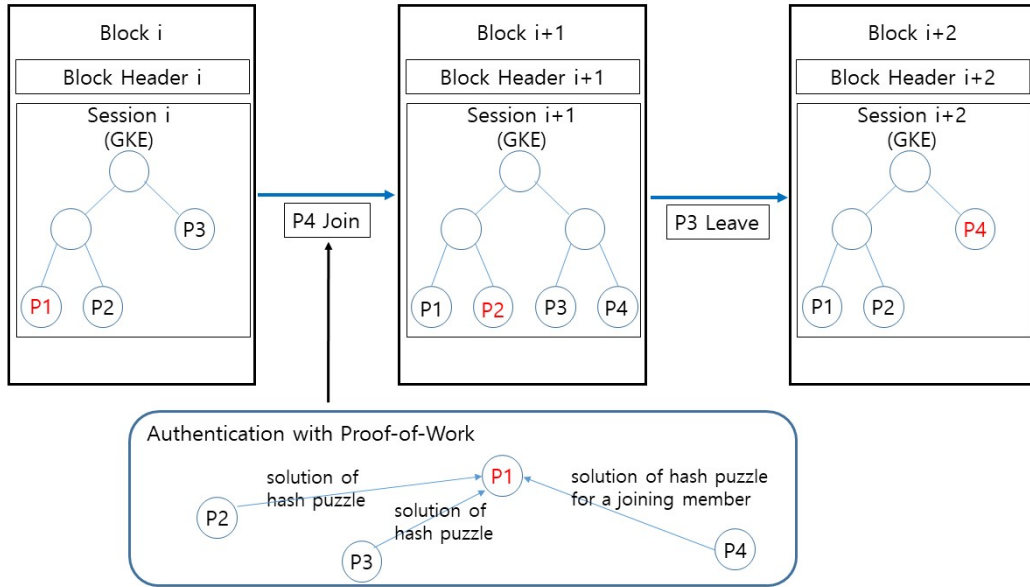 Block i
Block Header i
Session i
(GKE)
P3
P1
P2
P4 Join
Block i+1
Block Header i+1
Session i+1
(GKE)
P1
P2
P3
P4
P3 Leave
Block i+2
Block Header i+2
Session i+2
(GKE)
P4
P1
P2
Authentication with Proof-of-Work
solution of
hash puzzle
P2
solution of
hash puzzle
P3
P1
solution of hash puzzle
for a joining member
P4